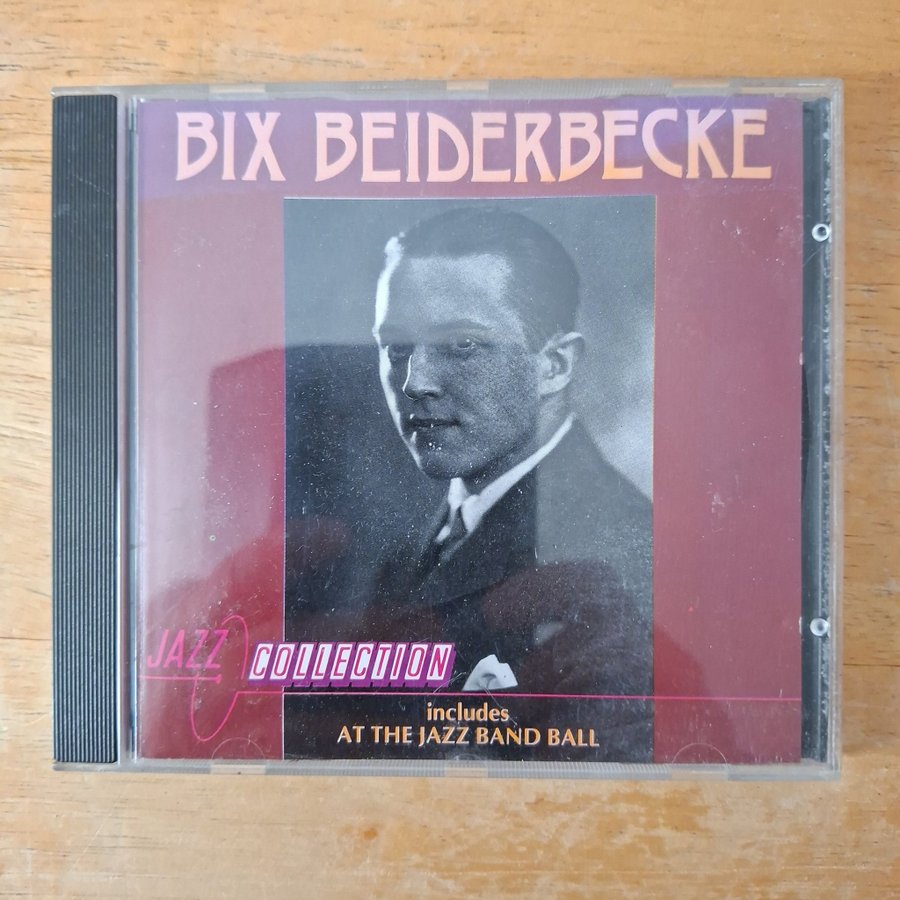 BIX BEIDERBECKE
JAZZ COLLECTION
includes
AT THE JAZZ BAND BALL